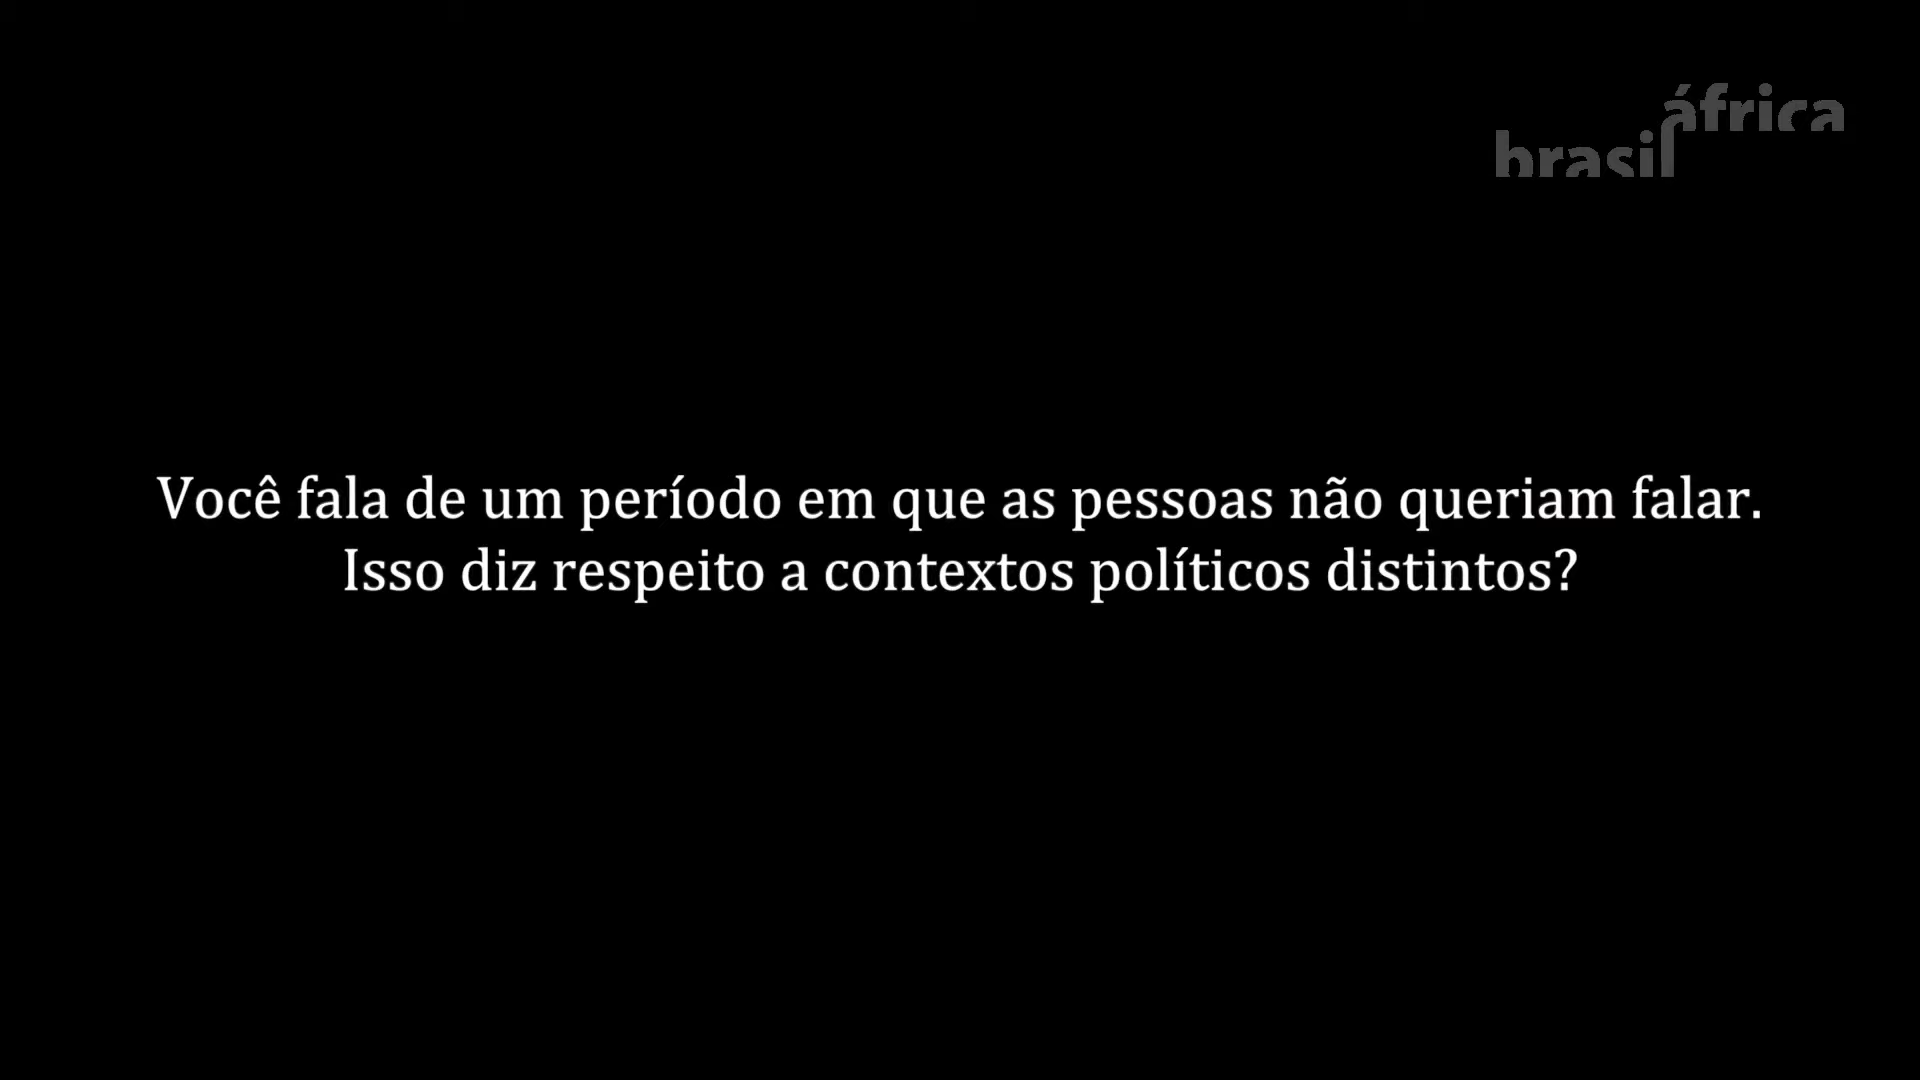 áfrica
brasil
Você fala de um período em que as pessoas não queriam falar.
Isso diz respeito a contextos políticos distintos?